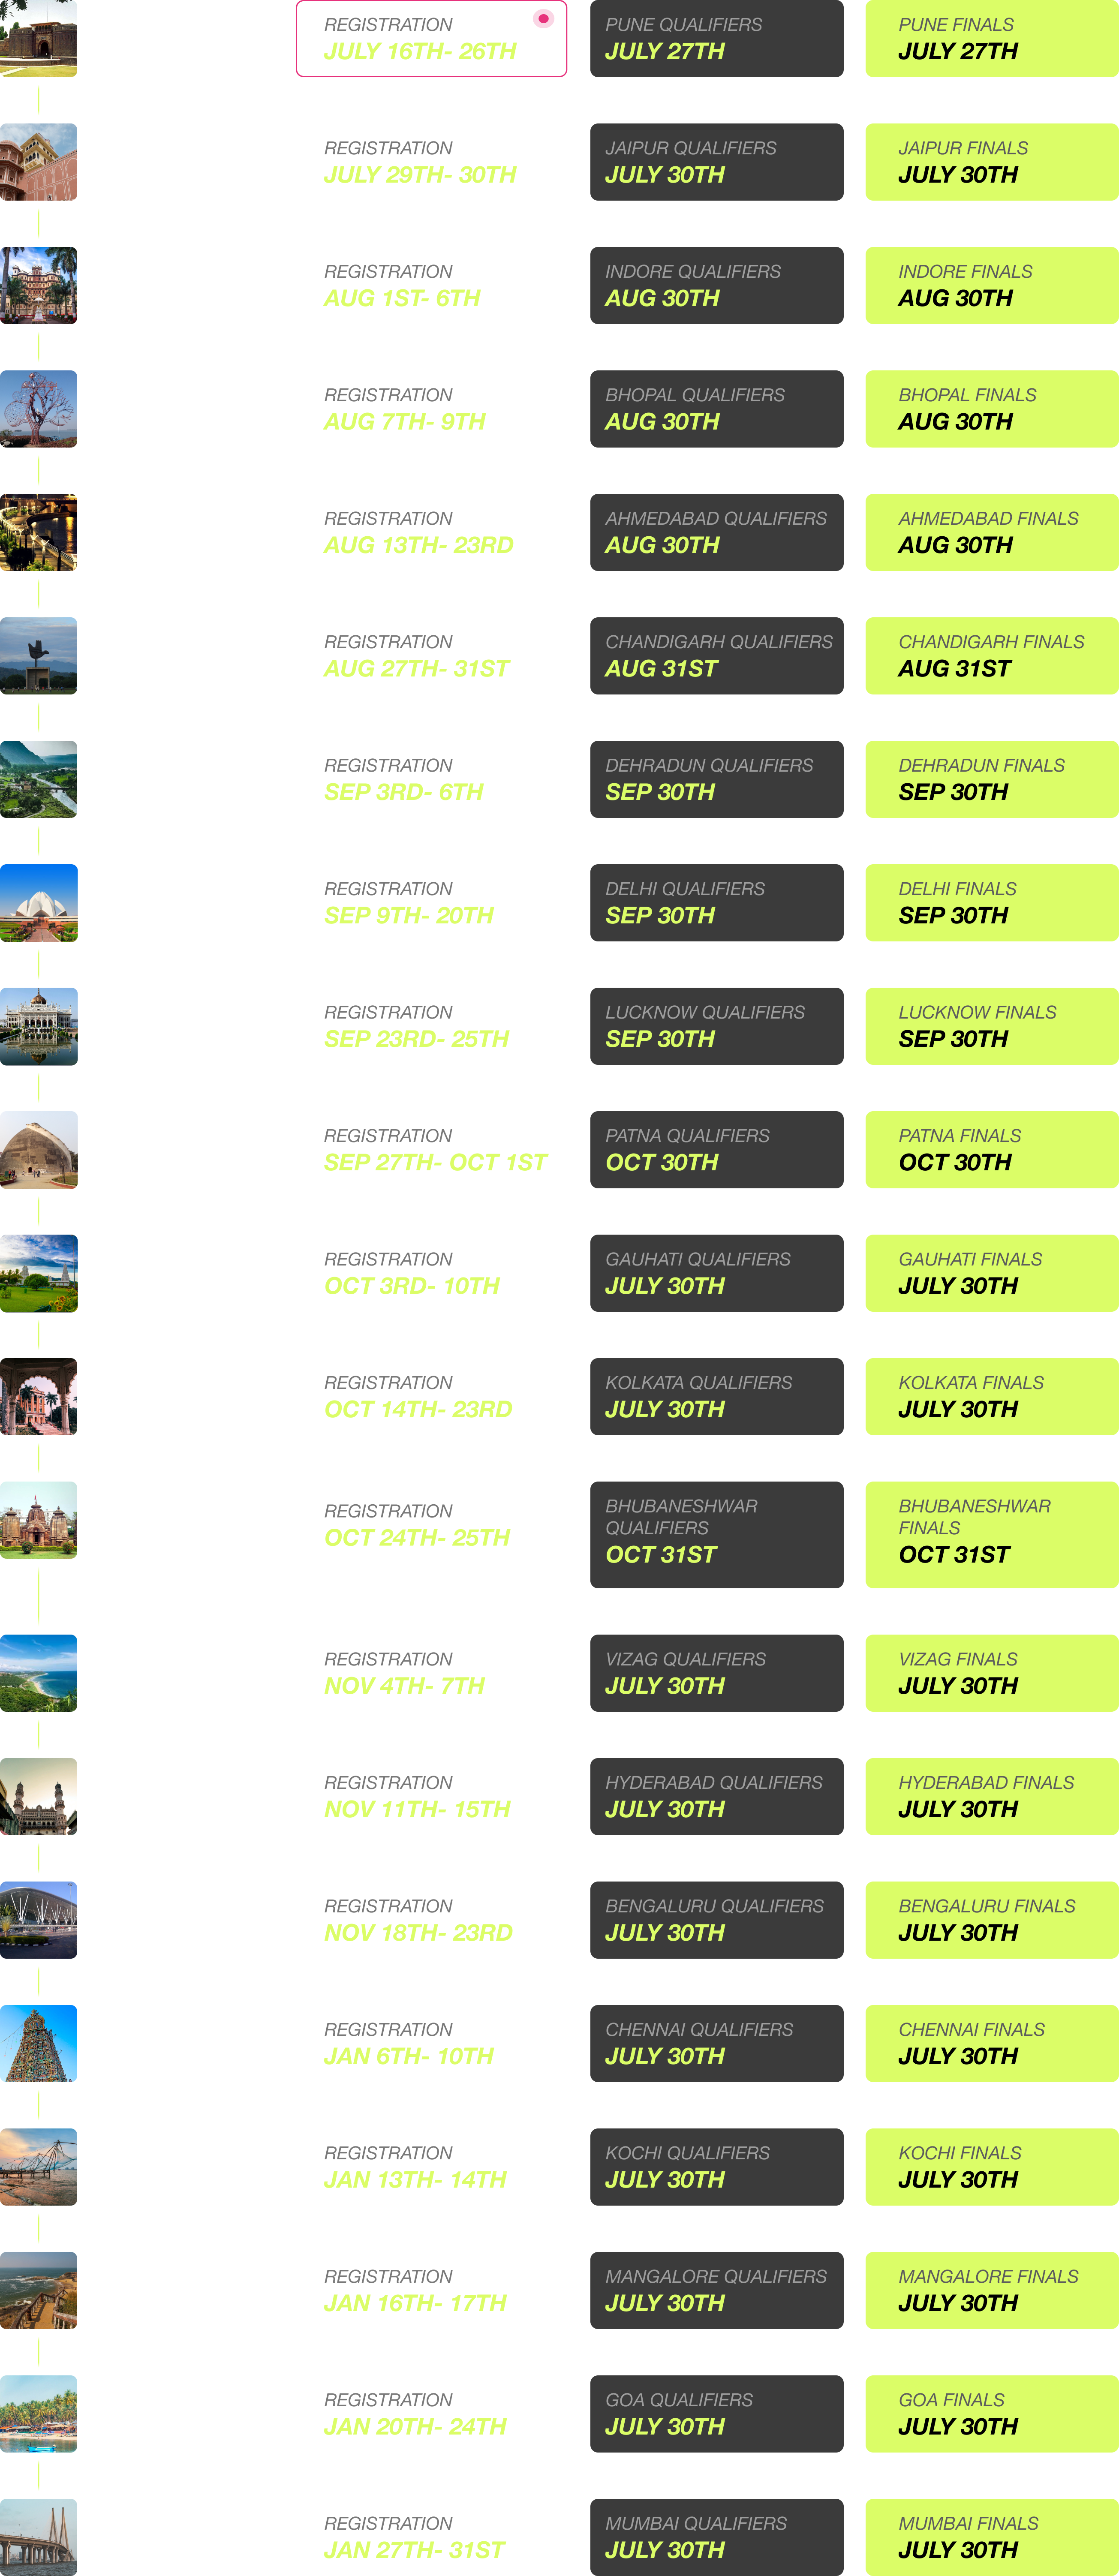 REGISTRATION
JULY 16TH- 26TH
PUNE QUALIFIERS
JULY 27TH
PUNE FINALS
JULY 27TH
REGISTRATION
JULY 29TH- 30TH
JAIPUR QUALIFIERS
JULY 30TH
JAIPUR FINALS
JULY 30TH
REGISTRATION
AUG 1ST- 6TH
INDORE QUALIFIERS
AUG 30TH
INDORE FINALS
AUG 30TH
REGISTRATION
AUG 7TH- 9TH
BHOPAL QUALIFIERS
AUG 30TH
BHOPAL FINALS
AUG 30TH
REGISTRATION
AUG 13TH- 23RD
AHMEDABAD QUALIFIERS
AUG 30TH
AHMEDABAD FINALS
AUG 30TH
REGISTRATION
AUG 27TH- 31ST
CHANDIGARH QUALIFIERS
AUG 31ST
CHANDIGARH FINALS
AUG 31ST
REGISTRATION
SEP 3RD- 6TH
DEHRADUN QUALIFIERS
SEP 30TH
DEHRADUN FINALS
SEP 30TH
REGISTRATION
SEP 9TH- 20TH
DELHI QUALIFIERS
SEP 30TH
DELHI FINALS
SEP 30TH
REGISTRATION
SEP 23RD- 25TH
LUCKNOW QUALIFIERS
SEP 30TH
LUCKNOW FINALS
SEP 30TH
REGISTRATION
SEP 27TH- OCT 1ST
PATNA QUALIFIERS
OCT 30TH
PATNA FINALS
OCT 30TH
REGISTRATION
OCT 3RD- 10TH
GAUHATI QUALIFIERS
JULY 30TH
GAUHATI FINALS
JULY 30TH
REGISTRATION
OCT 14TH- 23RD
KOLKATA QUALIFIERS
JULY 30TH
KOLKATA FINALS
JULY 30TH
REGISTRATION
OCT 24TH- 25TH
BHUBANESHWAR
QUALIFIERS
OCT 31ST
BHUBANESHWAR
FINALS
OCT 31ST
REGISTRATION
NOV 4TH- 7TH
VIZAG QUALIFIERS
JULY 30TH
VIZAG FINALS
JULY 30TH
REGISTRATION
NOV 11TH- 15TH
HYDERABAD QUALIFIERS
JULY 30TH
HYDERABAD FINALS
JULY 30TH
REGISTRATION
NOV 18TH- 23RD
BENGALURU QUALIFIERS
JULY 30TH
BENGALURU FINALS
JULY 30TH
REGISTRATION
JAN 6TH- 10TH
CHENNAI QUALIFIERS
JULY 30TH
CHENNAI FINALS
JULY 30TH
REGISTRATION
JAN 13TH- 14TH
KOCHI QUALIFIERS
JULY 30TH
KOCHI FINALS
JULY 30TH
REGISTRATION
JAN 16TH- 17TH
MANGALORE QUALIFIERS
JULY 30TH
MANGALORE FINALS
JULY 30TH
REGISTRATION
JAN 20TH- 24TH
GOA QUALIFIERS
JULY 30TH
GOA FINALS
JULY 30TH
REGISTRATION
JAN 27TH- 31ST
MUMBAI QUALIFIERS
JULY 30TH
MUMBAI FINALS
JULY 30TH